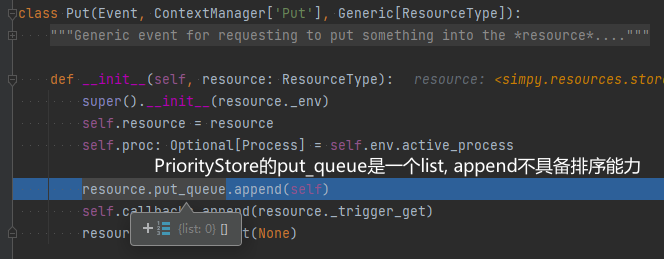 class Put(Event, ContextManager['Put'], Generic[ResourceType]):
"""Generic event for requesting to put something into the *resource*...."""
def __init__(self, resource: ResourceType): resource: <simpy.resources.stor
super().__init__(resource._env)
self.resource = resource
self.proc: Optional[Process] = self.env.active_process
PriorityStore的put_queue是一个list, append不具备排序能力
resource.put_queue.append(self)
self.callba append(resource._trigger_get)
+ {list: 0} []
resou t(None)